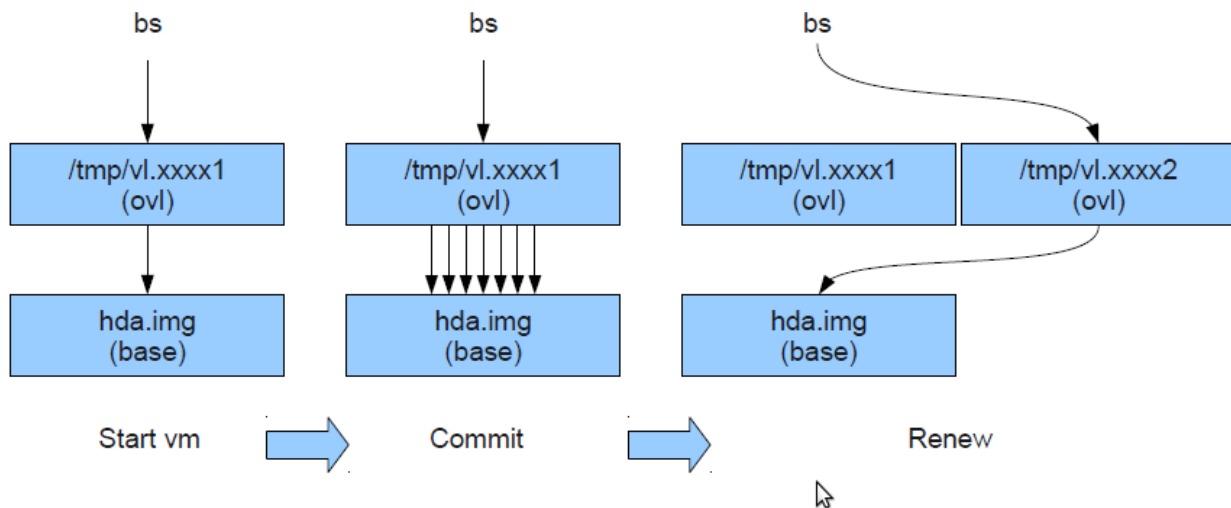 bs
bs
bs
/tmp/vl.xxxx1
(ovl)
/tmp/vl.xxxx1
(ovl)
/tmp/vl.xxxx1
(ovl)
/tmp/vl.xxxx2
(ovl)
hda.img
(base)
hda.img
(base)
hda.img
(base)
Start vm
Commit
Renew